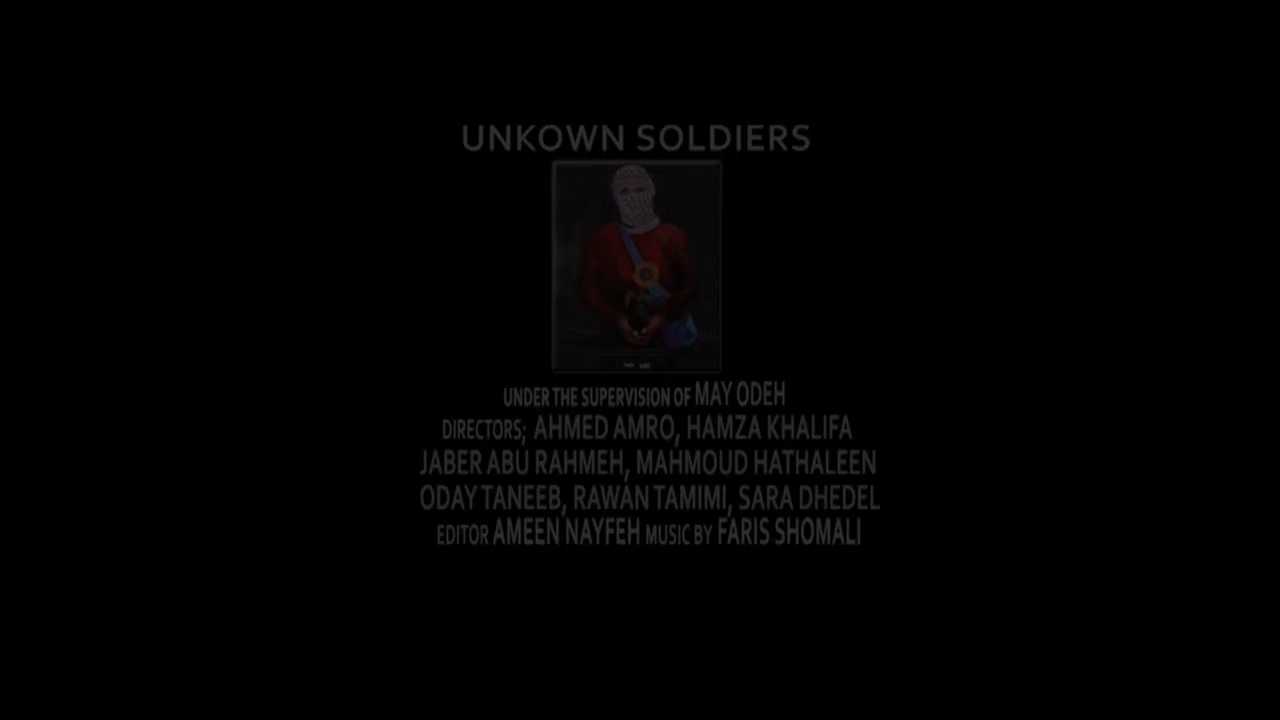 UNKOWN SOLDIERS
UNDER THE SUPERVISION OF MAY ODEH
DIRECTORS; AHMED AMRO, HAMZA KHALIFA
JABER ABU RAHMEH, MAHMOUD HATHALEEN
ODAY TANEEB, RAWAN TAMIMI, SARA DHEDEL
EDITOR AMEEN NAYFEH MUSIC BY FARIS SHOMALI